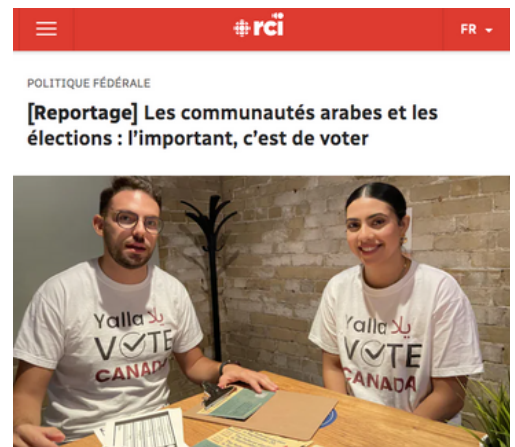 rci
FR
POLITIQUE FÉDÉRALE
[Reportage] Les communautés arabes et les
élections : l’important, c’est de voter
Yalla يلا
VOTE
CANADA
Yalla يلا
VOTE
CANADA